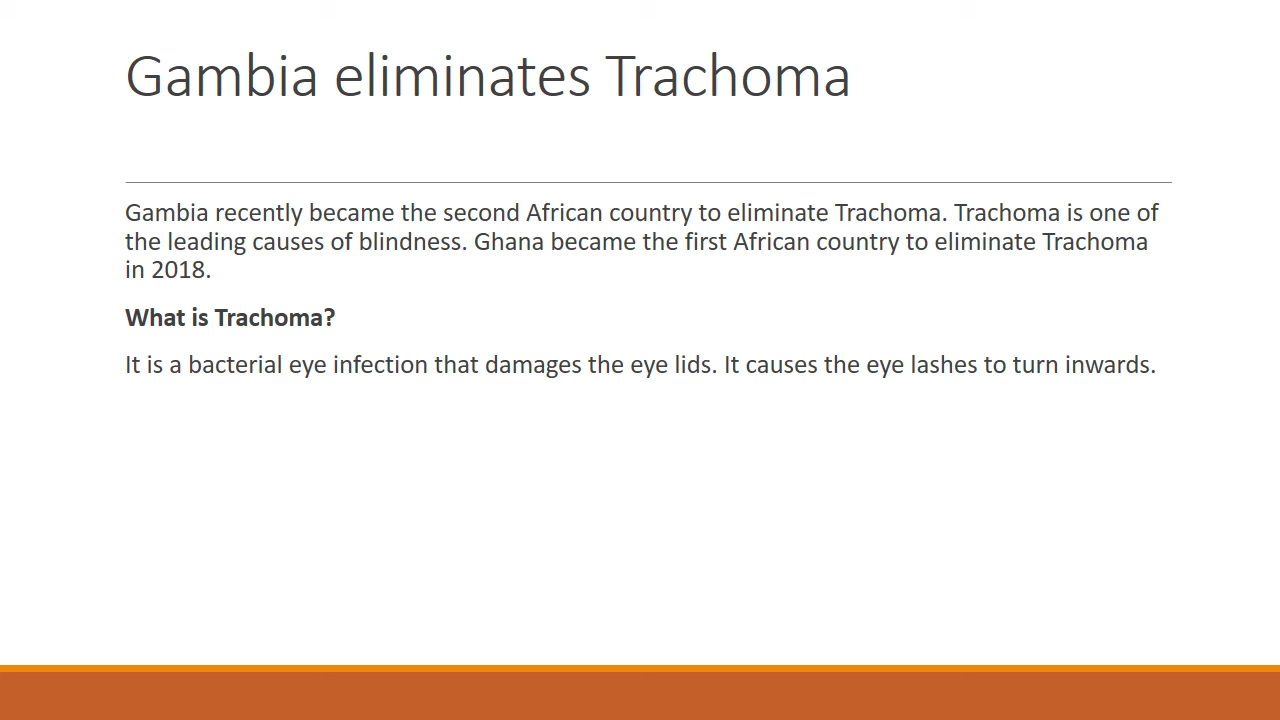 Gambia eliminates Trachoma
Gambia recently became the second African country to eliminate Trachoma. Trachoma is one of
the leading causes of blindness. Ghana became the first African country to eliminate Trachoma
in 2018.
What is Trachoma?
It is a bacterial eye infection that damages the eye lids. It causes the eye lashes to turn inwards.